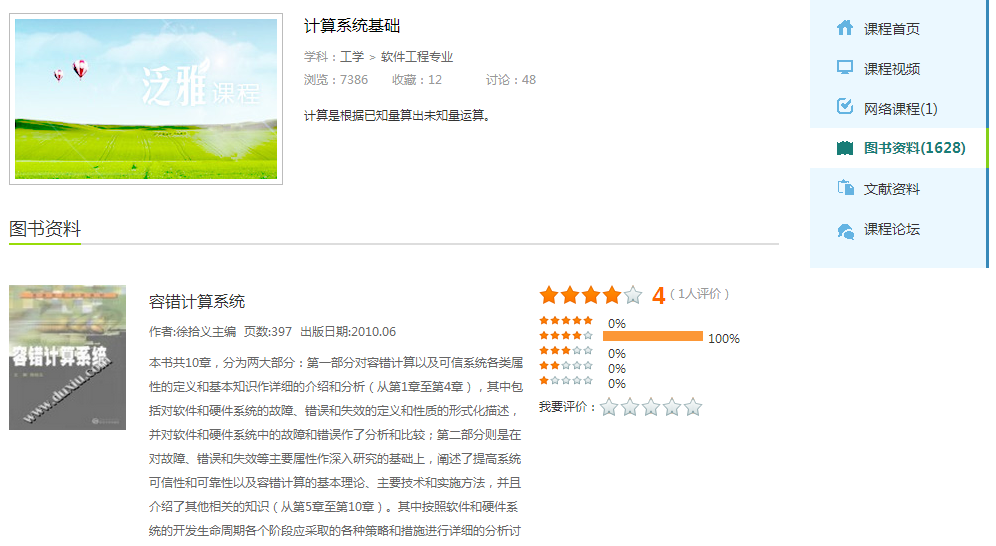 泛雅课程
计算系统基础
学科：工学 > 软件工程专业
浏览：7386 收藏：12 讨论：48
计算是根据已知量算出未知量运算。
课程首页
课程视频
网络课程(1)
图书资料(1628)
文献资料
课程论坛
图书资料
容错计算系统
www.duxiu.com
容错计算系统
作者:徐拾义主编 页数:397 出版日期:2010.06
本书共10章，分为两大部分：第一部分对容错计算以及可信系统各类属
性的定义和基本知识作详细的介绍和分析（从第1章至第4章），其中包
括对软件和硬件系统的故障、错误和失效的定义和性质的形式化描述，
并对软件和硬件系统中的故障和错误作了分析和比较；第二部分则是在
对故障、错误和失效等主要属性作深入研究的基础上，阐述了提高系统
可信性和可靠性以及容错计算的基本理论、主要技术和实施方法，并且
介绍了其他相关的知识（从第5章至第10章）。其中按照软件和硬件系
统的开发生命周期各个阶段应采取的各种策略和措施进行详细的分析讨
4（1人评价）
0%
100%
0%
0%
0%
我要评价：